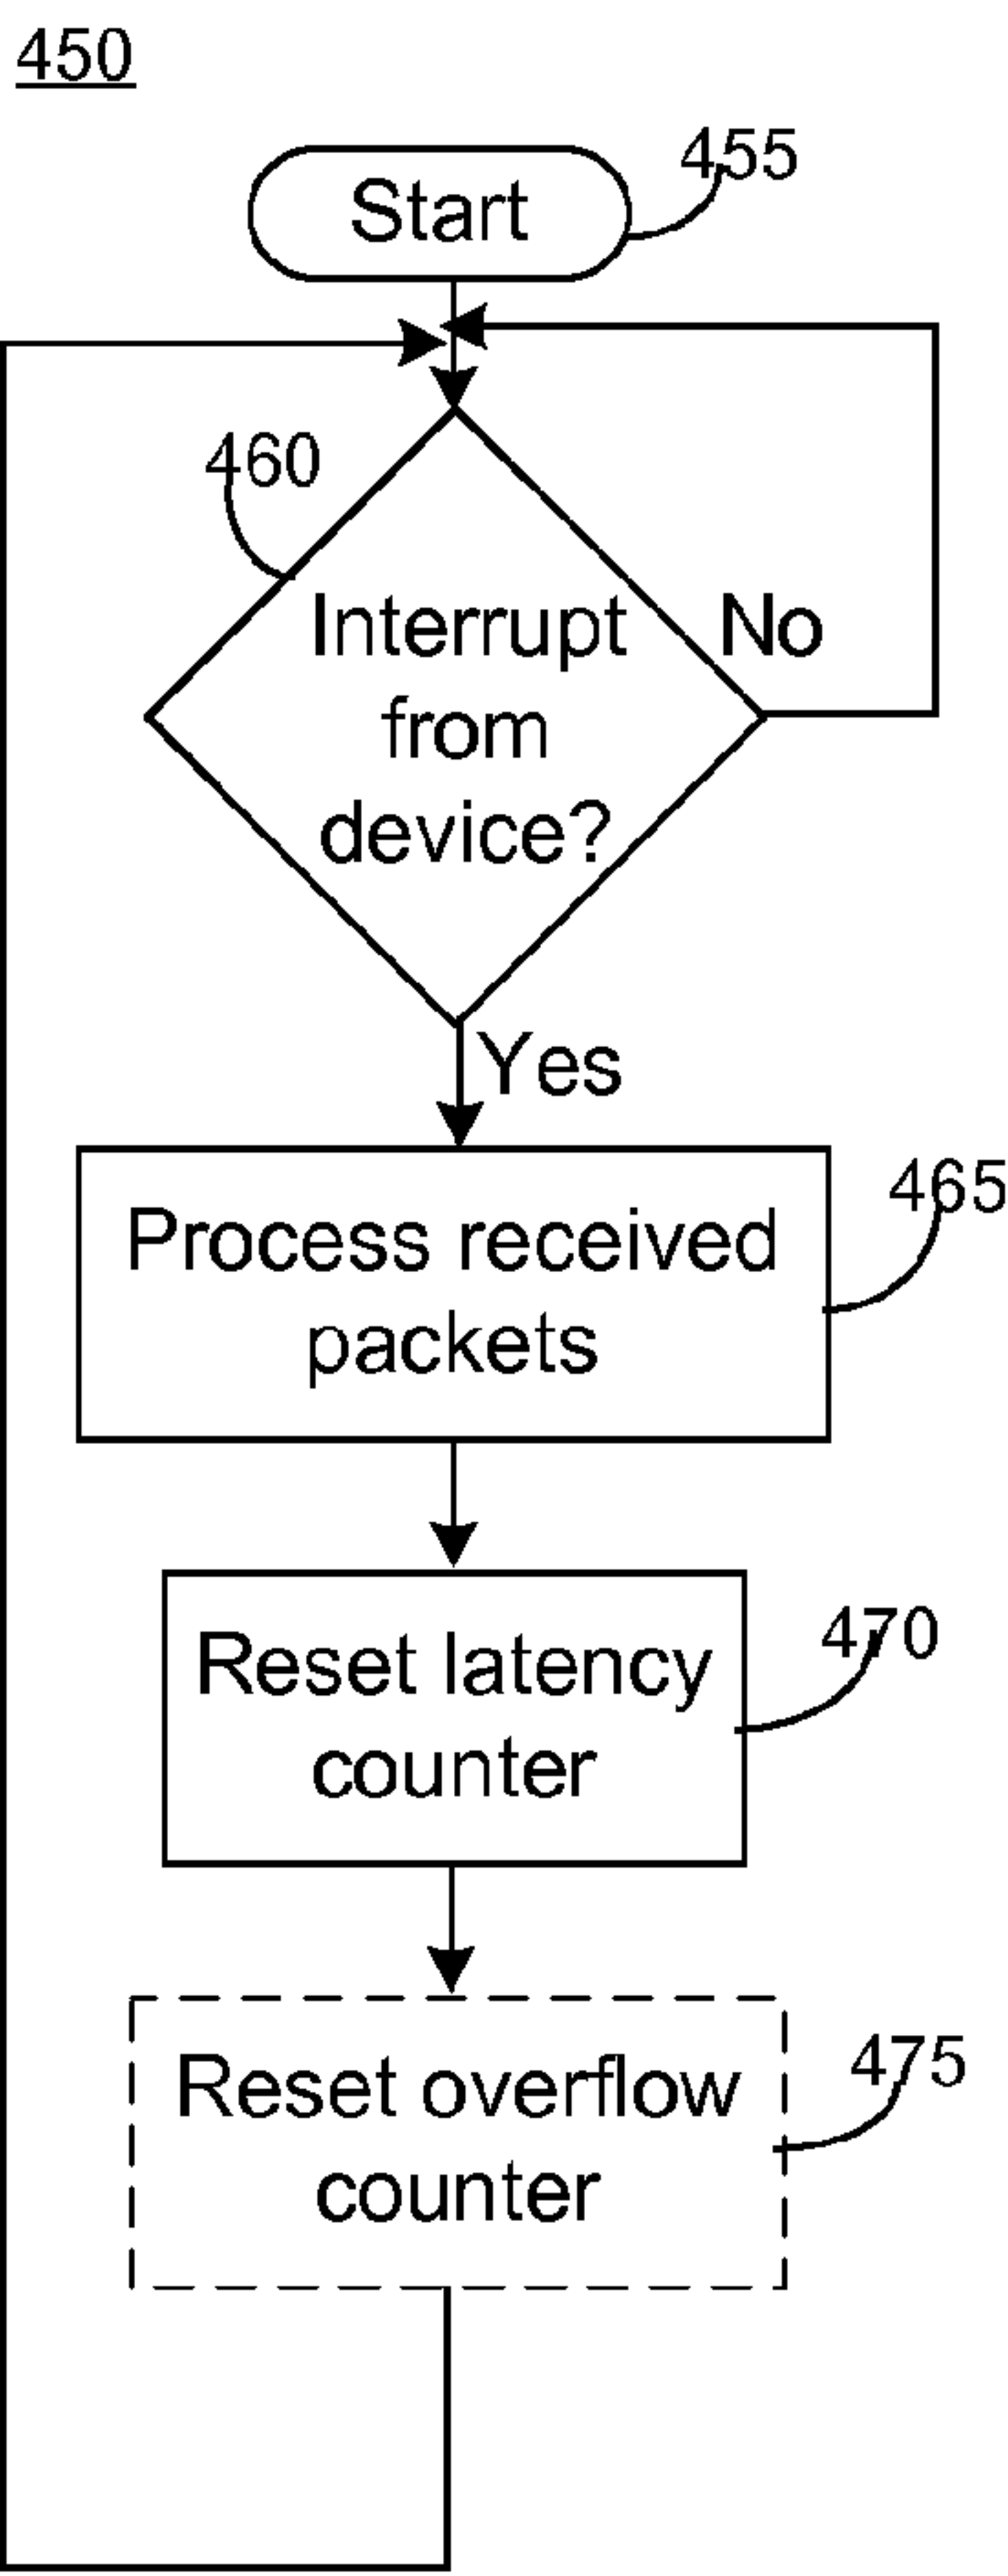 450
Start
455
460
Interrupt
from
device?
No
Yes
Process received
packets
465
Reset latency
counter
470
Reset overflow
counter
475